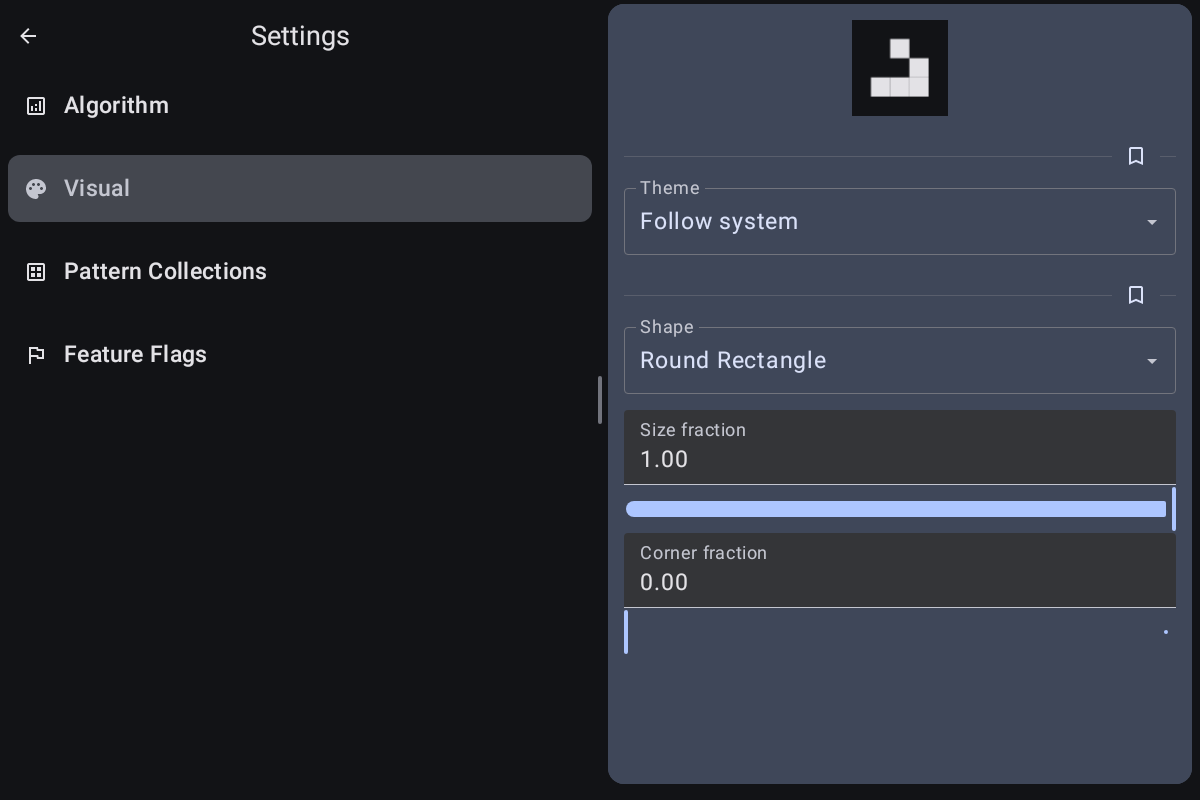 Settings
Algorithm
Visual
Pattern Collections
Feature Flags
Theme
Follow system
Shape
Round Rectangle
Size fraction
1.00
Corner fraction
0.00